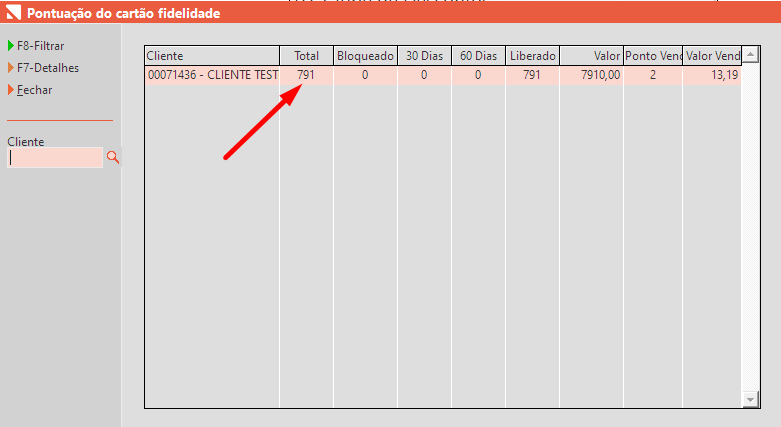 Pontuação do cartão fidelidade
F8-Filtrar
F7-Detalhes
Fechar
Cliente
Cliente Total Bloqueado 30 Dias 60 Dias Liberado Valor Ponto Vend Valor Vend
00071436 - CLIENTE TEST 791 0 0 0 791 7910,00 2 13,19